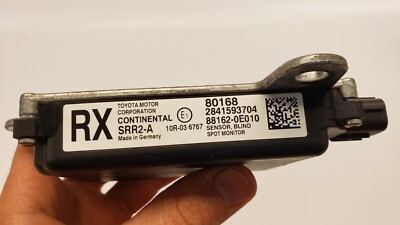 RX
TOYOTA MOTOR
CORPORATION
CONTINENTAL
SRR2-A
Made in Germany
E1
10R-03 6767
80168
2841593704
88162-0E010
SENSOR, BLIND
SPOT MONITOR